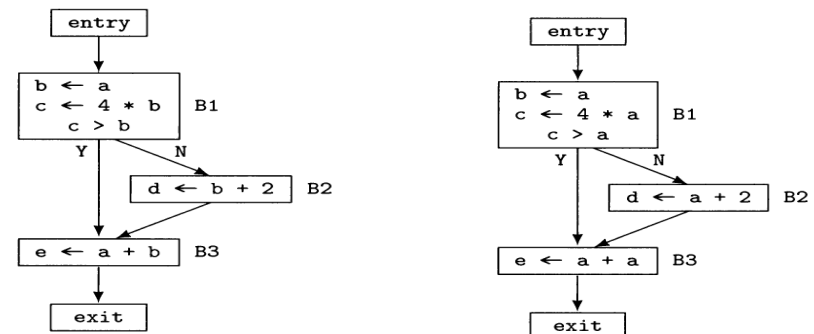 entry
b ← a
c ← 4 * b
c > b
B1
Y
N
d ← b + 2
B2
e ← a + b
B3
exit
entry
b ← a
c ← 4 * a
c > a
B1
Y
N
d ← a + 2
B2
e ← a + a
B3
exit